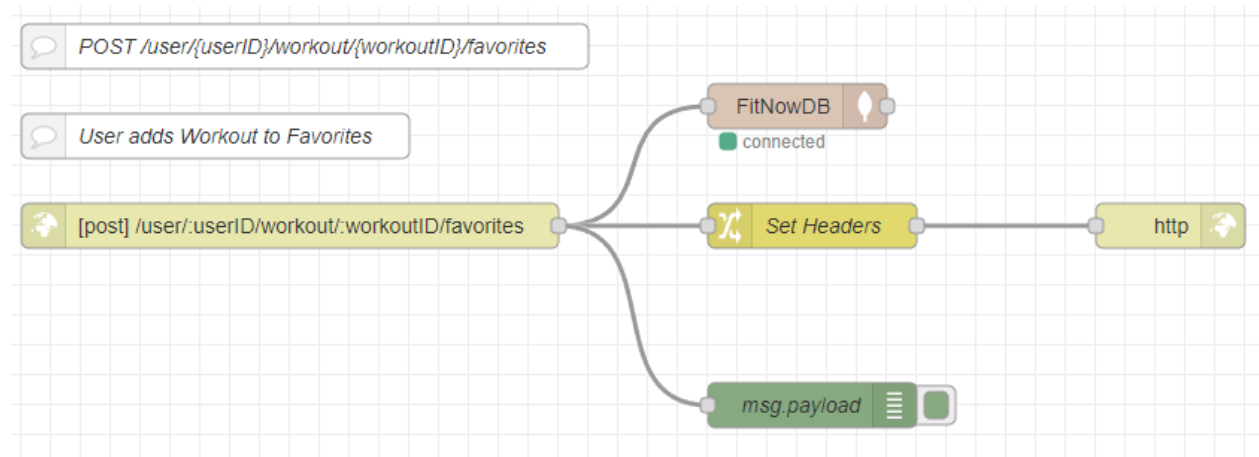 POST /user/{userID}/workout/{workoutID}/favorites
FitNowDB
connected
User adds Workout to Favorites
[post] /user/:userID/workout/:workoutID/favorites
Set Headers
http
msg.payload